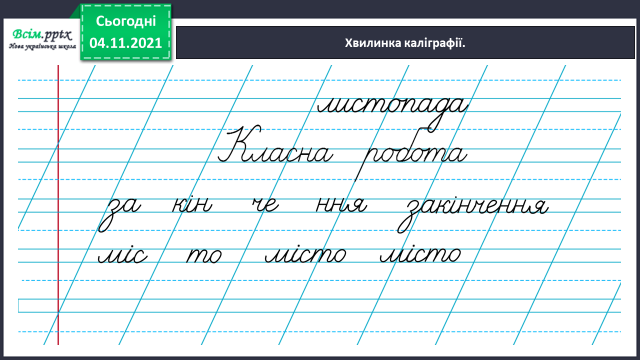 Всім.pptx
Нова українська школа
Сьогодні
04.11.2021
Хвилинка каліграфії.
листопада
Класна робота
за кін че ння закінчення
міс то місто місто